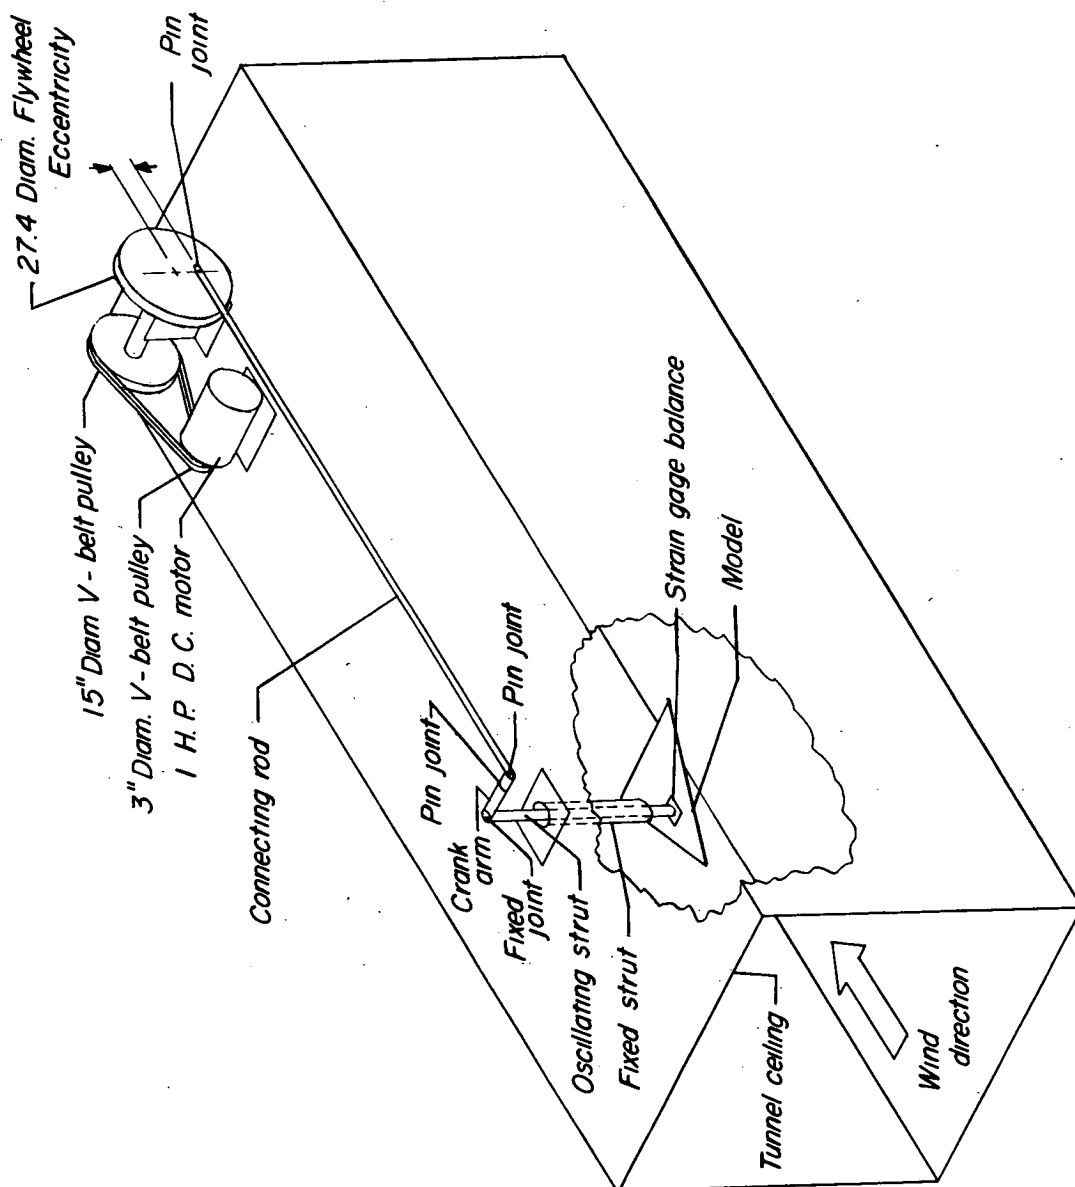 27.4 Diam. Flywheel
Eccentricity
Pin
joint
15" Diam V-belt pulley
3" Diam. V-belt pulley
1 H.P. D.C. motor
Connecting rod
Pin joint
Pin joint
Crank
arm
Fixed
joint
Oscillating strut
Fixed strut
Strain gage balance
Model
Tunnel ceiling
Wind
direction